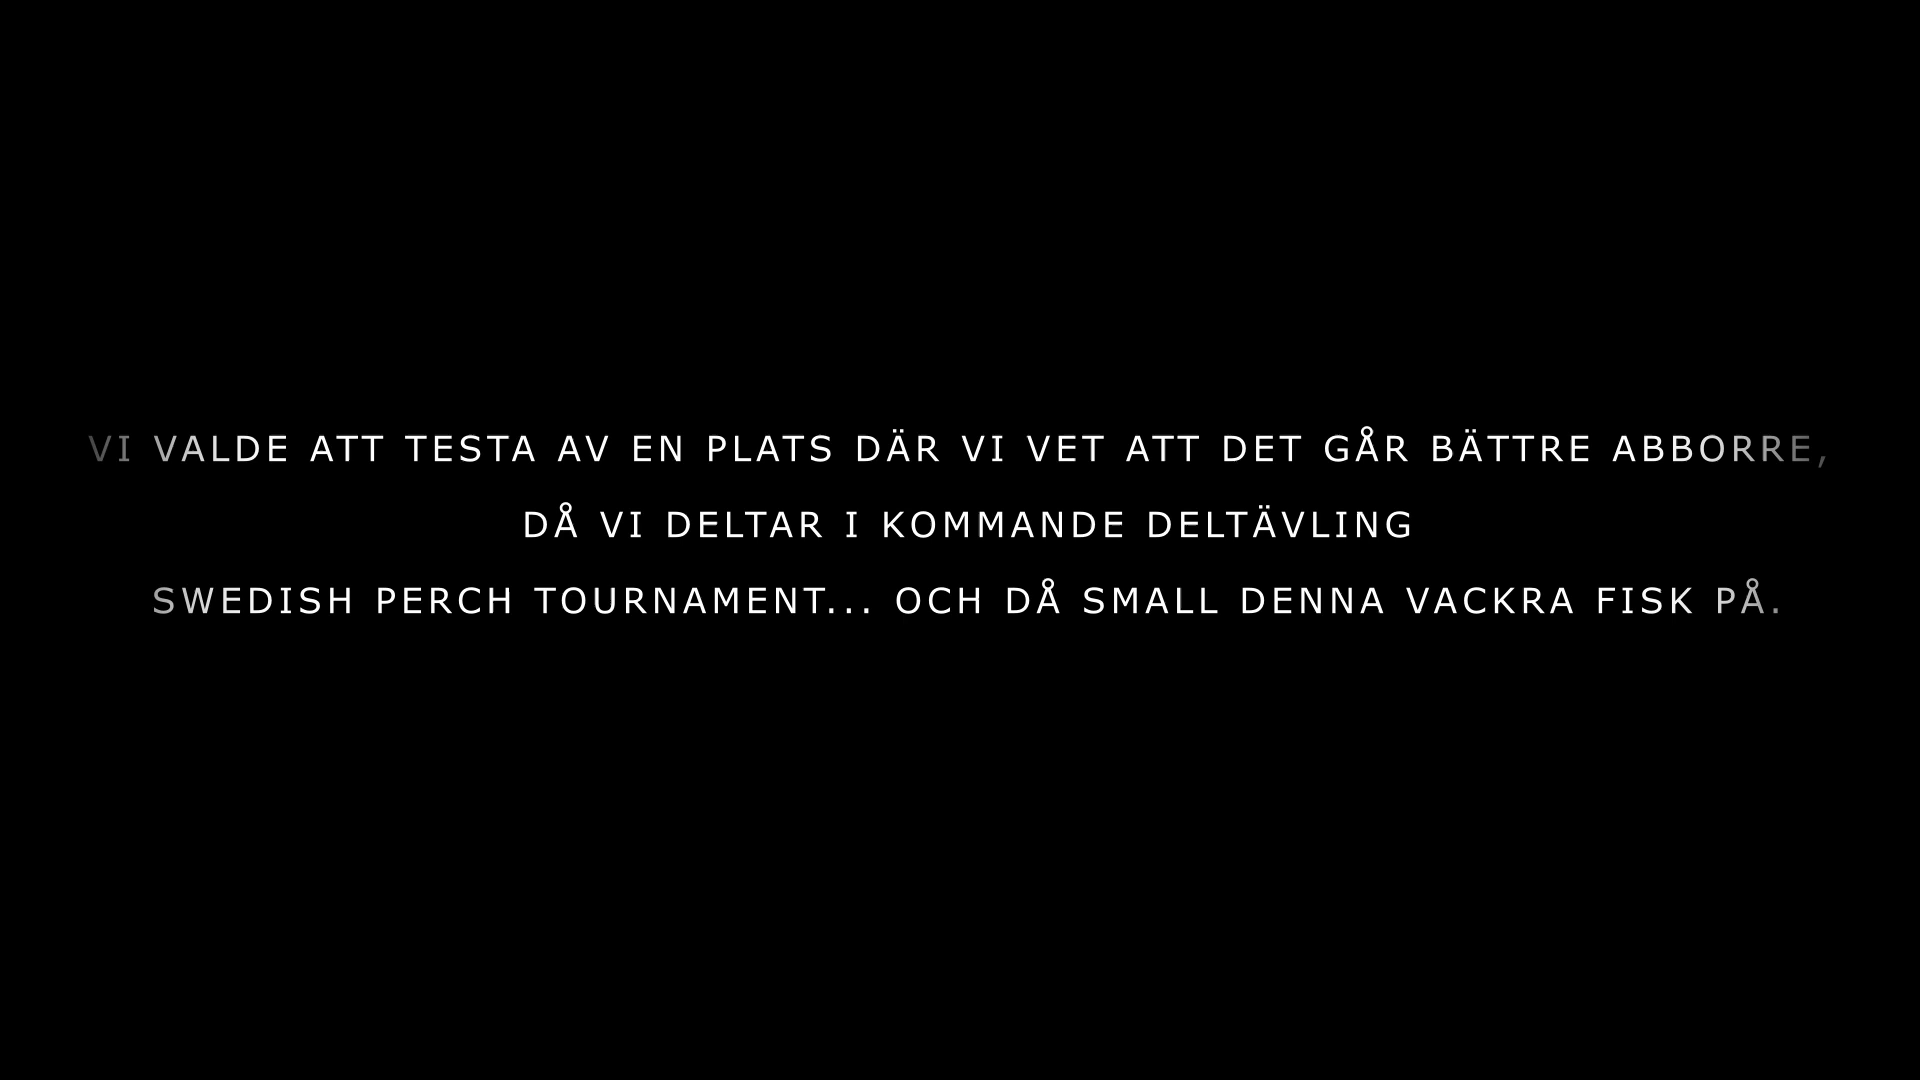 VI VALDE ATT TESTA AV EN PLATS DÄR VI VET ATT DET GÅR BÄTTRE ABBORRE,
DÅ VI DELTAR I KOMMANDE DELTÄVLING
SWEDISH PERCH TOURNAMENT... OCH DÅ SMALL DENNA VACKRA FISK PÅ.